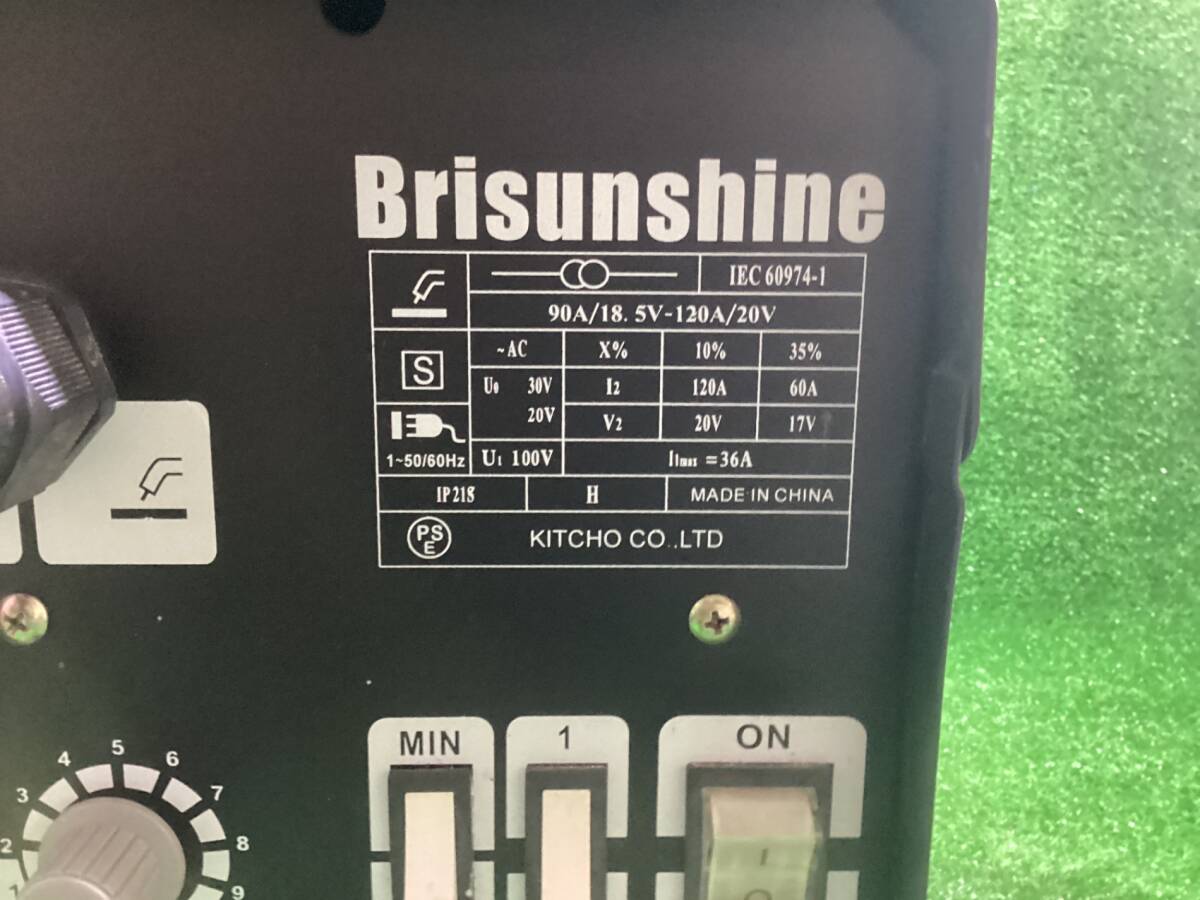 Brisunshine
IEC 60974-1
90A/18. 5V-120A/20V
~AC X% 10% 35%
S
U0 30V I2 120A 60A
20V V2 20V 17V
1~50/60Hz U1 100V I1max =36A
IP21S H MADE IN CHINA
PSE KITCHO CO.,LTD
MIN 1 ON
5
4 6
3 7
2 8
1 9
I